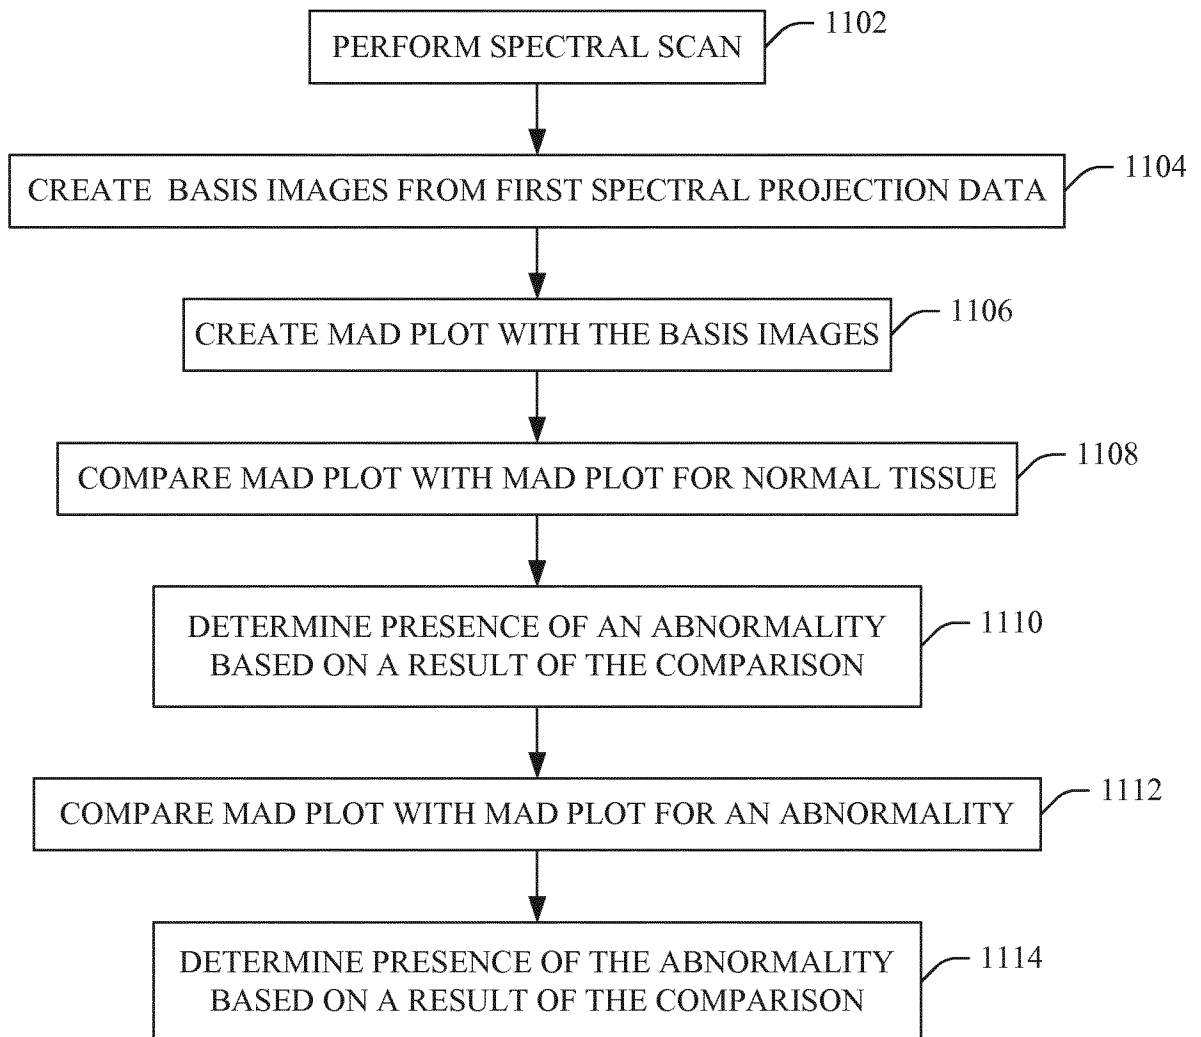 1102
PERFORM SPECTRAL SCAN
1104
CREATE BASIS IMAGES FROM FIRST SPECTRAL PROJECTION DATA
1106
CREATE MAD PLOT WITH THE BASIS IMAGES
1108
COMPARE MAD PLOT WITH MAD PLOT FOR NORMAL TISSUE
1110
DETERMINE PRESENCE OF AN ABNORMALITY
BASED ON A RESULT OF THE COMPARISON
1112
COMPARE MAD PLOT WITH MAD PLOT FOR AN ABNORMALITY
1114
DETERMINE PRESENCE OF THE ABNORMALITY
BASED ON A RESULT OF THE COMPARISON